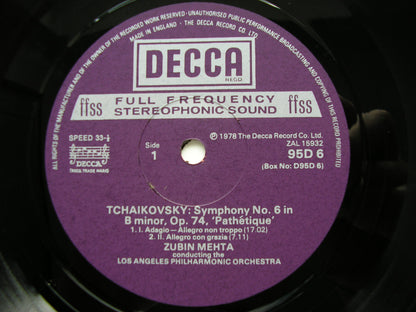 ALL RIGHTS OF THE MANUFACTURER AND OF THE OWNER OF THE RECORDED WORK RESERVED · UNAUTHORISED PUBLIC PERFORMANCE BROADCASTING AND COPYING OF THIS RECORD PROHIBITED
MADE IN ENGLAND · THE DECCA RECORD CO LTD.
DECCA
REGD
ffss
FULL FREQUENCY
STEREOPHONIC SOUND
ffss
SPEED 33⅓
DECCA
TRADE MARKS
Side
1
℗ 1978 The Decca Record Co. Ltd.
ZAL 15932
95D 6
(Box No: D95D 6)
TCHAIKOVSKY: Symphony No. 6 in
B minor, Op. 74, 'Pathétique'
1. I. Adagio – Allegro non troppo (17.02)
2. II. Allegro con grazia (7.11)
ZUBIN MEHTA
conducting the
LOS ANGELES PHILHARMONIC ORCHESTRA